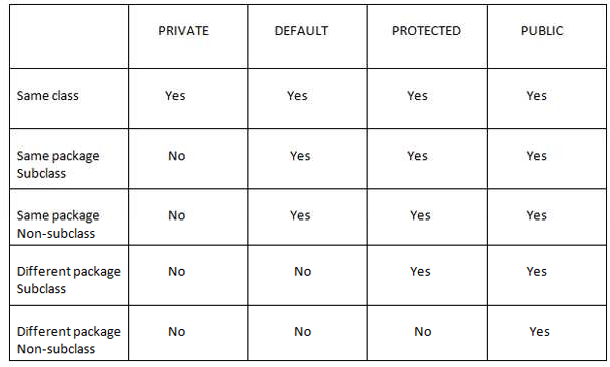 PRIVATE DEFAULT PROTECTED PUBLIC
Same class Yes Yes Yes Yes
Same package
Subclass No Yes Yes Yes
Same package
Non-subclass No Yes Yes Yes
Different package
Subclass No No Yes Yes
Different package
Non-subclass No No No Yes